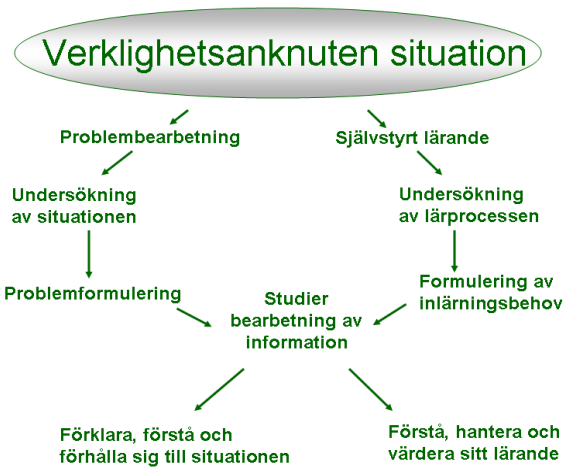 Verklighetsanknuten situation
Problembearbetning
Självstyrt lärande
Undersökning
av situationen
Undersökning
av lärprocessen
Problemformulering
Formulering av
inlärningsbehov
Studier
bearbetning av
information
Förklara, förstå och
förhålla sig till situationen
Förstå, hantera och
värdera sitt lärande